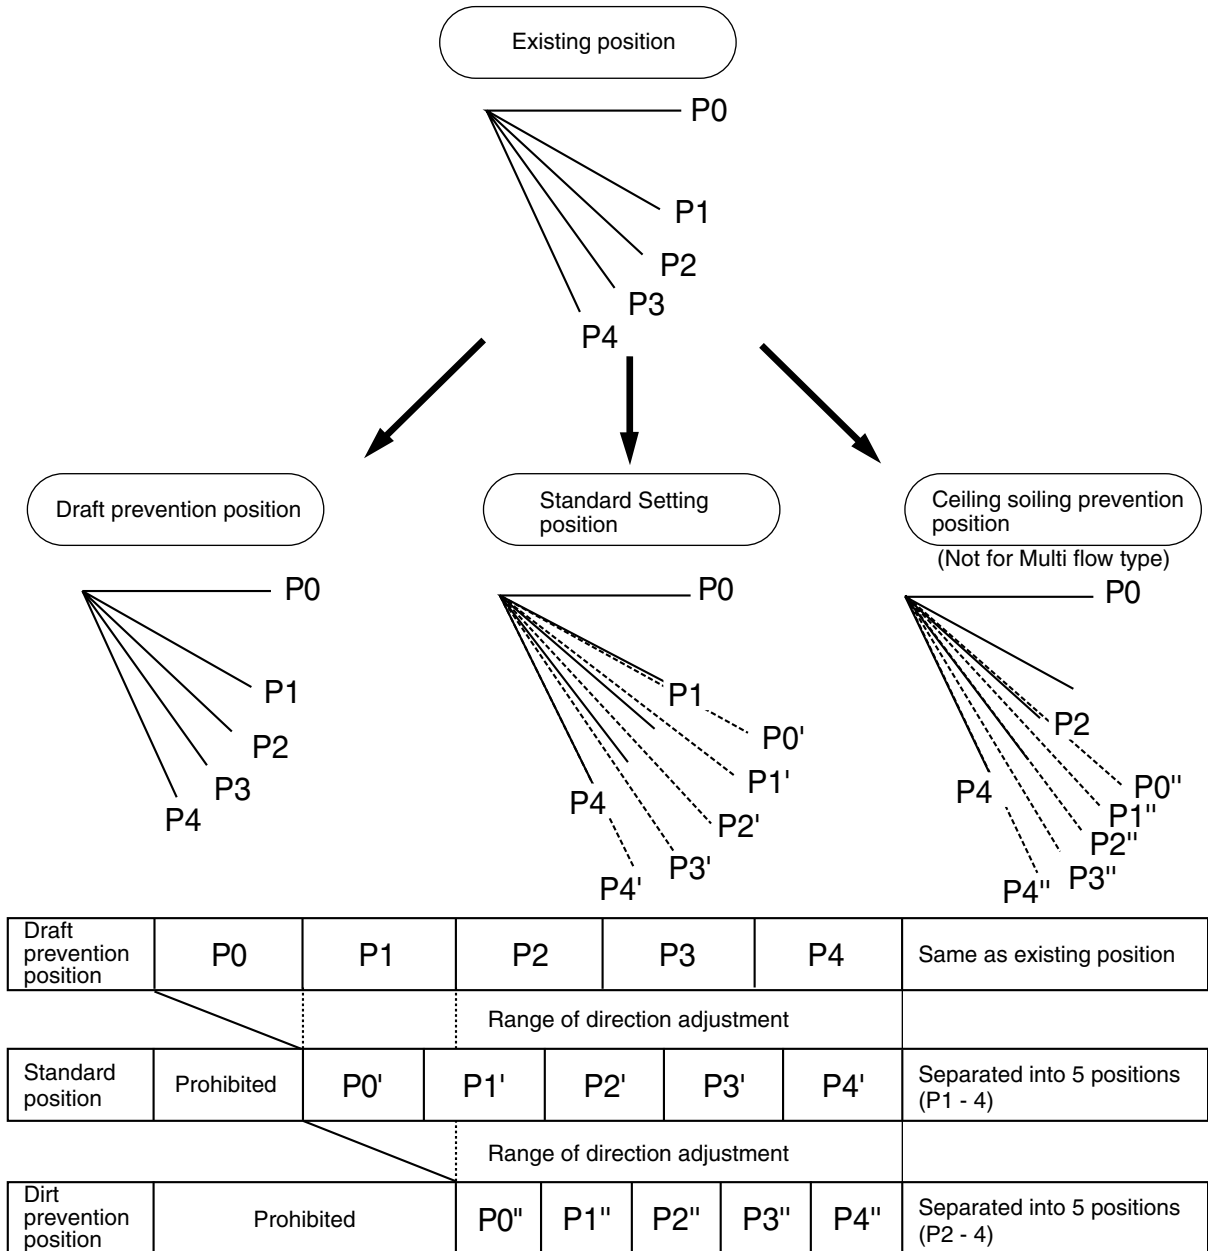 Existing position
P0
P1
P2
P3
P4
Draft prevention position
Standard Setting
position
Ceiling soiling prevention
position
(Not for Multi flow type)
P0
P1
P2
P3
P4
P0
P1
P0'
P1'
P2'
P3'
P4
P4'
P0
P2
P0"
P1"
P2"
P3"
P4
P4"
Draft
prevention
position
P0
P1
P2
P3
P4
Same as existing position
Range of direction adjustment
Standard
position
Prohibited
P0'
P1'
P2'
P3'
P4'
Separated into 5 positions
(P1 - 4)
Range of direction adjustment
Dirt
prevention
position
Prohibited
P0"
P1"
P2"
P3"
P4"
Separated into 5 positions
(P2 - 4)